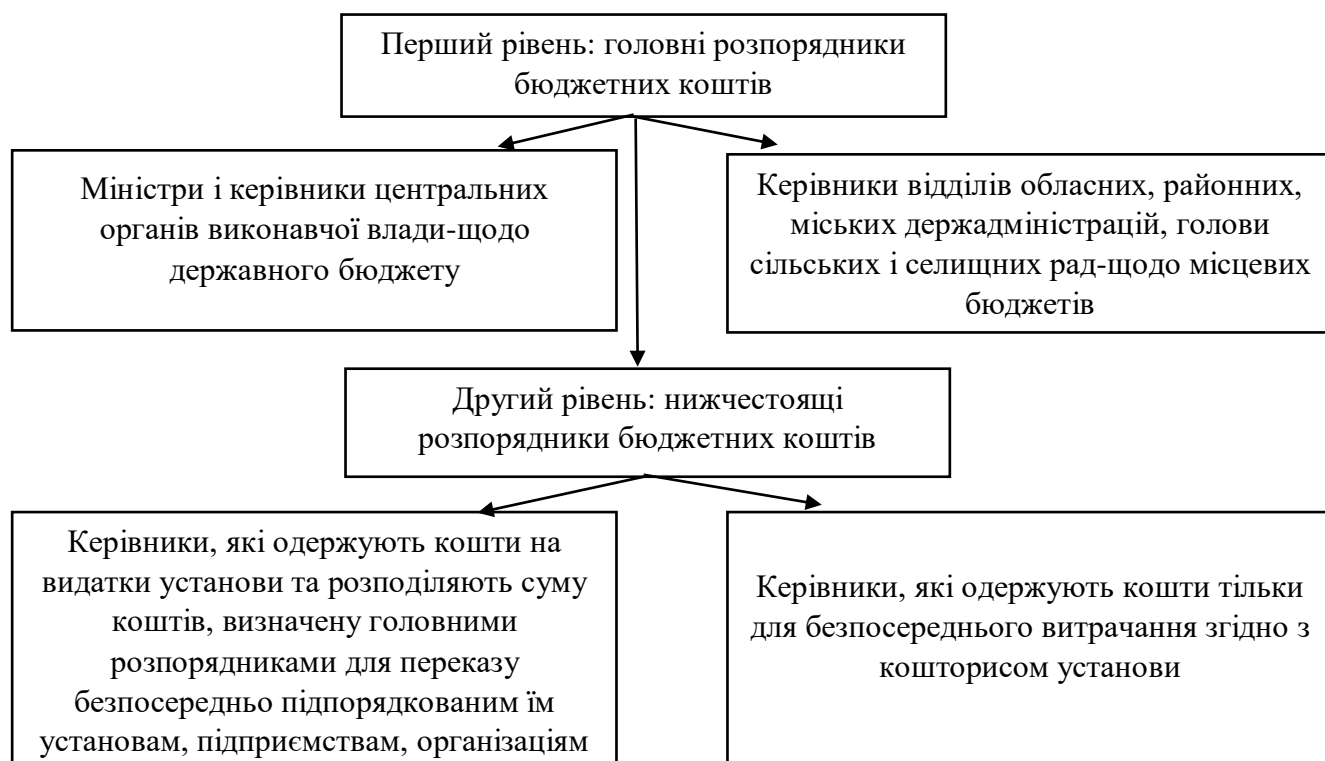 Перший рівень: головні розпорядники
бюджетних коштів
Міністри і керівники центральних
органів виконавчої влади-щодо
державного бюджету
Керівники відділів обласних, районних,
міських держадміністрацій, голови
сільських і селищних рад-щодо місцевих
бюджетів
Другий рівень: нижчестоящі
розпорядники бюджетних коштів
Керівники, які одержують кошти на
видатки установи та розподіляють суму
коштів, визначену головними
розпорядниками для переказу
безпосередньо підпорядкованим їм
установам, підприємствам, організаціям
Керівники, які одержують кошти тільки
для безпосереднього витрачання згідно з
кошторисом установи